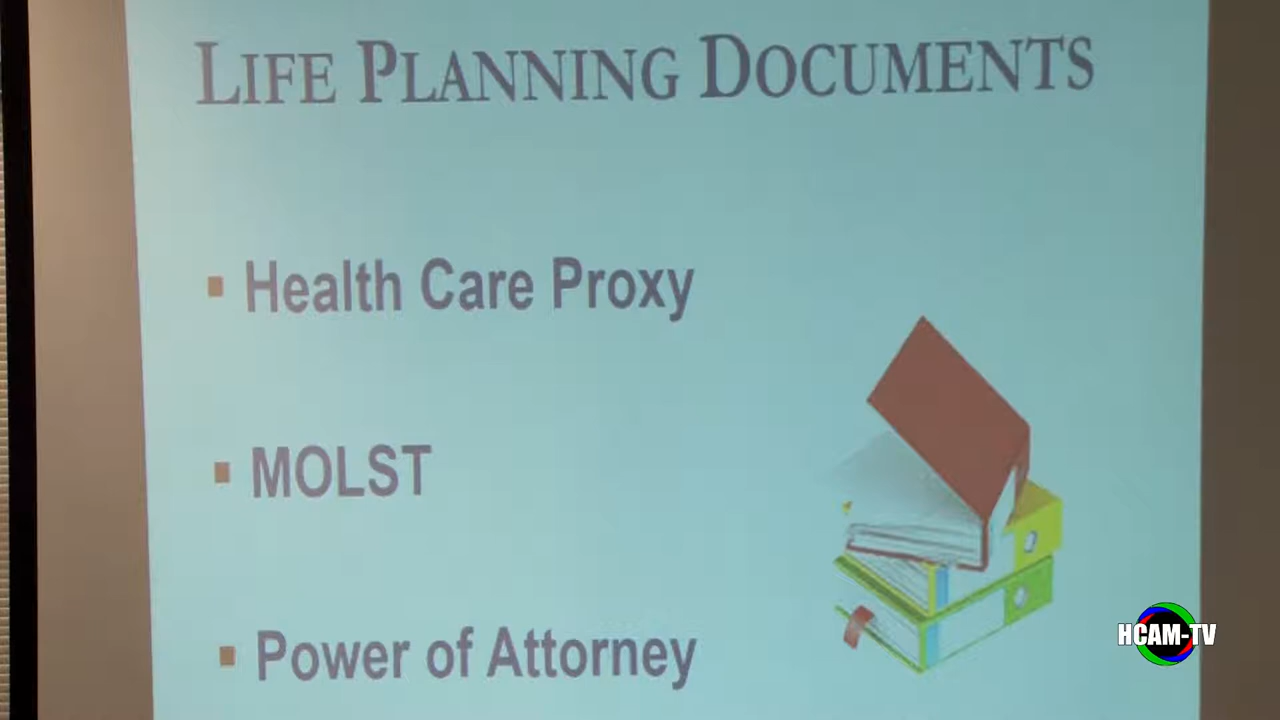 LIFE PLANNING DOCUMENTS
Health Care Proxy
MOLST
Power of Attorney
HCAM-TV